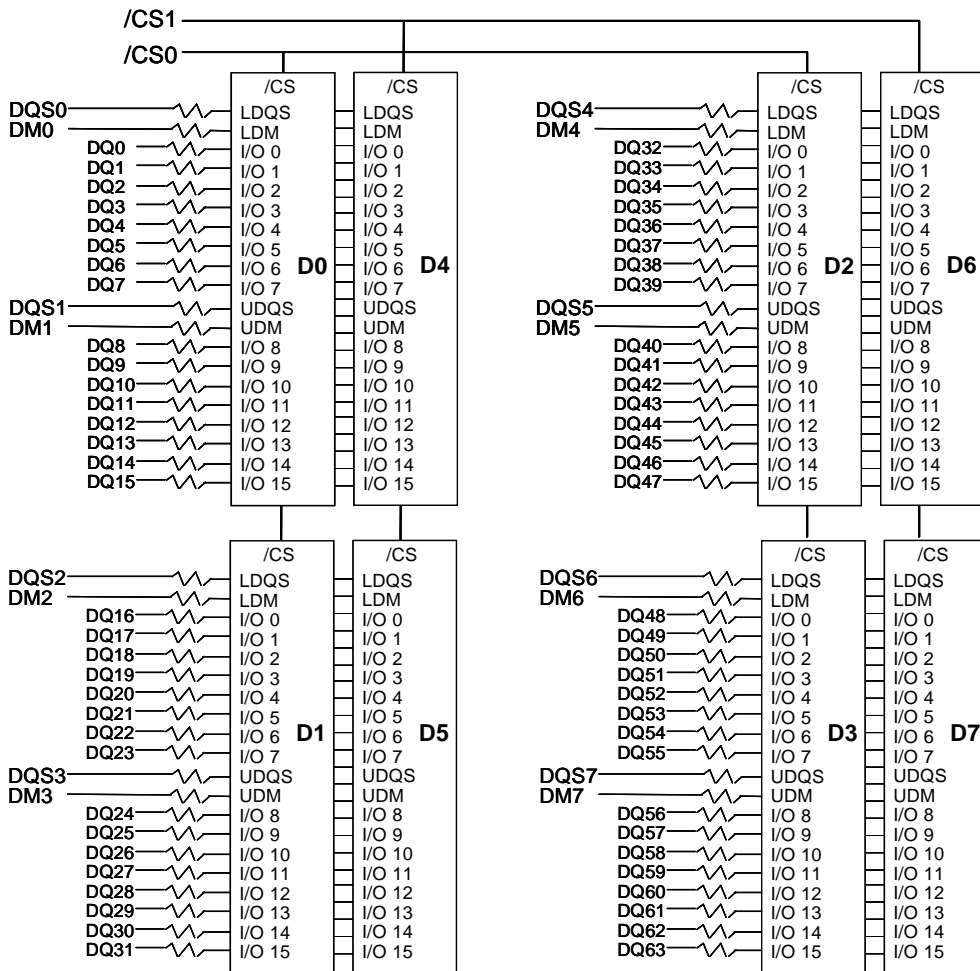 /CS1
/CS0
/CS /CS /CS /CS
DQS0 LDQS LDQS DQS4 LDQS LDQS
DM0 LDM LDM DM4 LDM LDM
DQ0 I/O 0 I/O 0 DQ32 I/O 0 I/O 0
DQ1 I/O 1 I/O 1 DQ33 I/O 1 I/O 1
DQ2 I/O 2 I/O 2 DQ34 I/O 2 I/O 2
DQ3 I/O 3 I/O 3 DQ35 I/O 3 I/O 3
DQ4 I/O 4 I/O 4 DQ36 I/O 4 I/O 4
DQ5 I/O 5 I/O 5 DQ37 I/O 5 I/O 5
DQ6 I/O 6 D0 I/O 6 D4 DQ38 I/O 6 D2 I/O 6 D6
DQ7 I/O 7 I/O 7 DQ39 I/O 7 I/O 7
DQS1 UDQS UDQS DQS5 UDQS UDQS
DM1 UDM UDM DM5 UDM UDM
DQ8 I/O 8 I/O 8 DQ40 I/O 8 I/O 8
DQ9 I/O 9 I/O 9 DQ41 I/O 9 I/O 9
DQ10 I/O 10 I/O 10 DQ42 I/O 10 I/O 10
DQ11 I/O 11 I/O 11 DQ43 I/O 11 I/O 11
DQ12 I/O 12 I/O 12 DQ44 I/O 12 I/O 12
DQ13 I/O 13 I/O 13 DQ45 I/O 13 I/O 13
DQ14 I/O 14 I/O 14 DQ46 I/O 14 I/O 14
DQ15 I/O 15 I/O 15 DQ47 I/O 15 I/O 15
/CS /CS /CS /CS
DQS2 LDQS LDQS DQS6 LDQS LDQS
DM2 LDM LDM DM6 LDM LDM
DQ16 I/O 0 I/O 0 DQ48 I/O 0 I/O 0
DQ17 I/O 1 I/O 1 DQ49 I/O 1 I/O 1
DQ18 I/O 2 I/O 2 DQ50 I/O 2 I/O 2
DQ19 I/O 3 I/O 3 DQ51 I/O 3 I/O 3
DQ20 I/O 4 I/O 4 DQ52 I/O 4 I/O 4
DQ21 I/O 5 I/O 5 DQ53 I/O 5 I/O 5
DQ22 I/O 6 D1 I/O 6 D5 DQ54 I/O 6 D3 I/O 6 D7
DQ23 I/O 7 I/O 7 DQ55 I/O 7 I/O 7
DQS3 UDQS UDQS DQS7 UDQS UDQS
DM3 UDM UDM DM7 UDM UDM
DQ24 I/O 8 I/O 8 DQ56 I/O 8 I/O 8
DQ25 I/O 9 I/O 9 DQ57 I/O 9 I/O 9
DQ26 I/O 10 I/O 10 DQ58 I/O 10 I/O 10
DQ27 I/O 11 I/O 11 DQ59 I/O 11 I/O 11
DQ28 I/O 12 I/O 12 DQ60 I/O 12 I/O 12
DQ29 I/O 13 I/O 13 DQ61 I/O 13 I/O 13
DQ30 I/O 14 I/O 14 DQ62 I/O 14 I/O 14
DQ31 I/O 15 I/O 15 DQ63 I/O 15 I/O 15